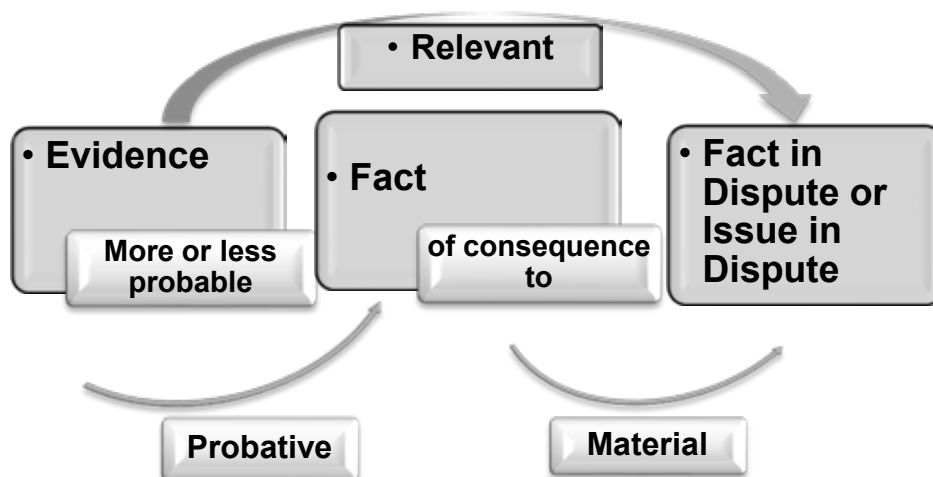 • Relevant
• Evidence
More or less
probable
• Fact
of consequence
to
• Fact in
Dispute or
Issue in
Dispute
Probative
Material